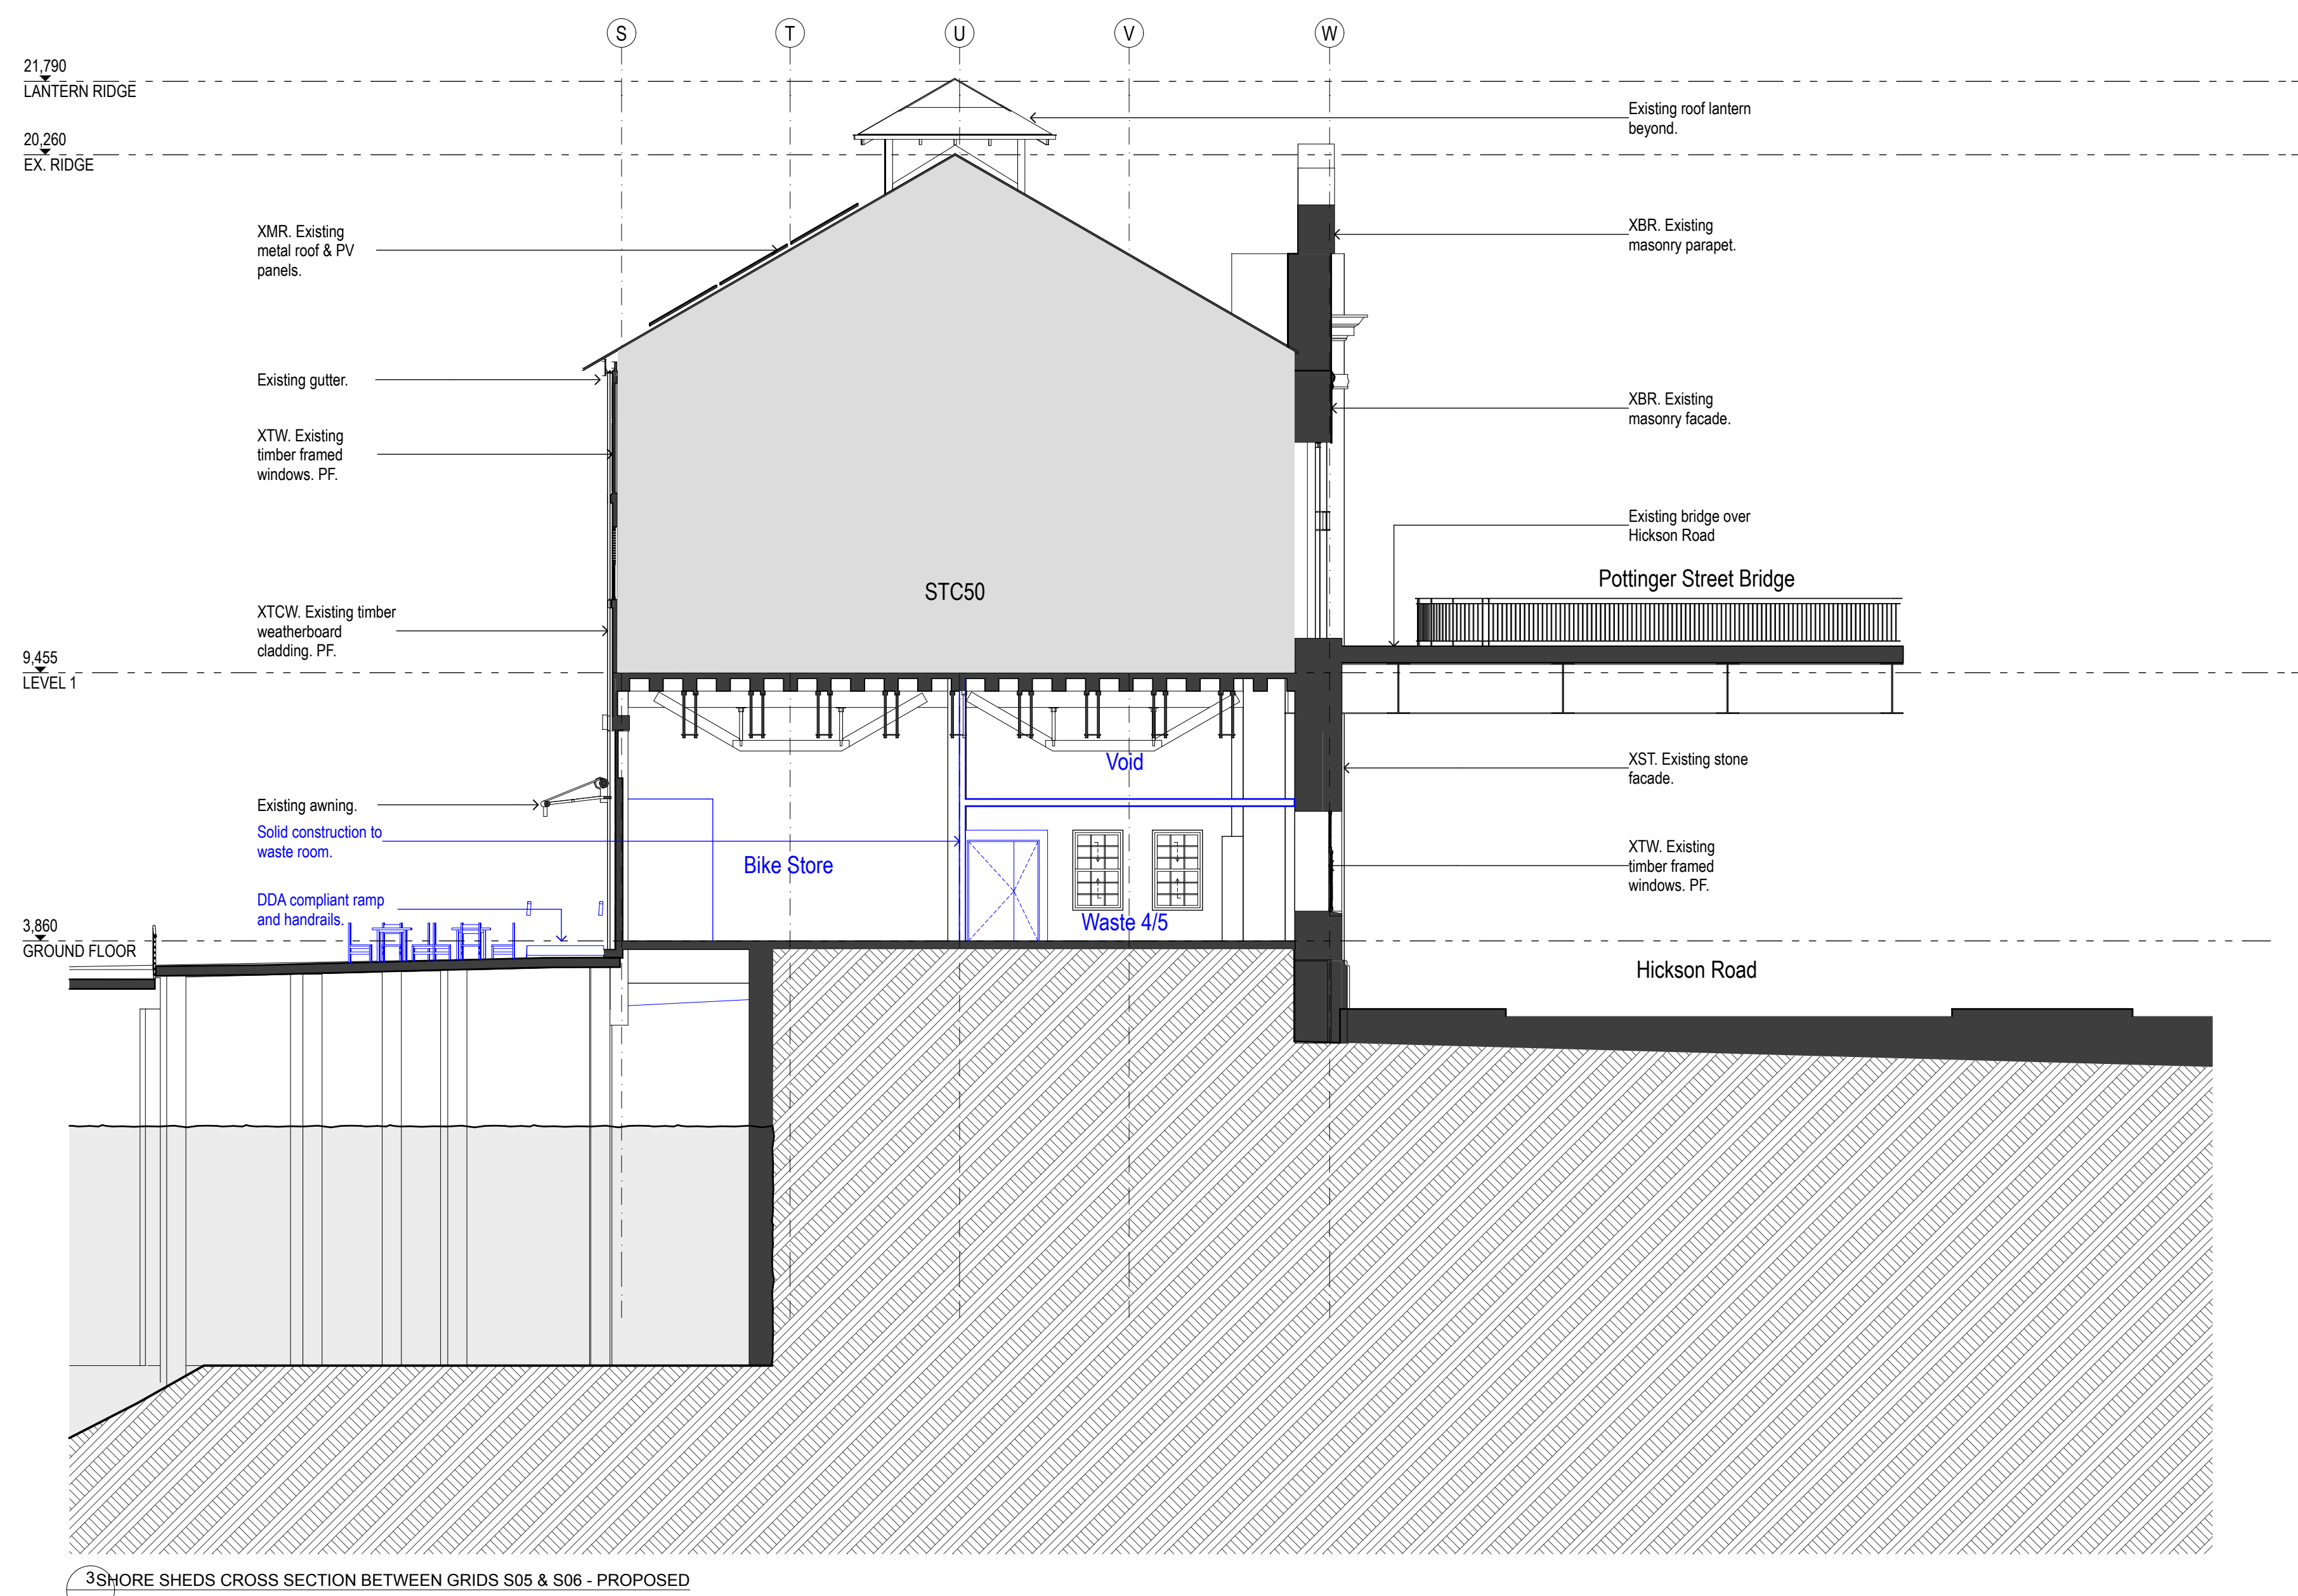 S T U V W
21,790
LANTERN RIDGE
20,260
EX. RIDGE
Existing roof lantern
beyond.
XMR. Existing
metal roof & PV
panels.
XBR. Existing
masonry parapet.
Existing gutter.
XBR. Existing
masonry facade.
XTW. Existing
timber framed
windows. PF.
Existing bridge over
Hickson Road
Pottinger Street Bridge
STC50
XTCW. Existing timber
weatherboard
cladding. PF.
9,455
LEVEL 1
Void
XST. Existing stone
facade.
Existing awning.
Solid construction to
waste room.
Bike Store
XTW. Existing
timber framed
windows. PF.
DDA compliant ramp
and handrails.
Waste 4/5
3,860
GROUND FLOOR
Hickson Road
3 SHORE SHEDS CROSS SECTION BETWEEN GRIDS S05 & S06 - PROPOSED